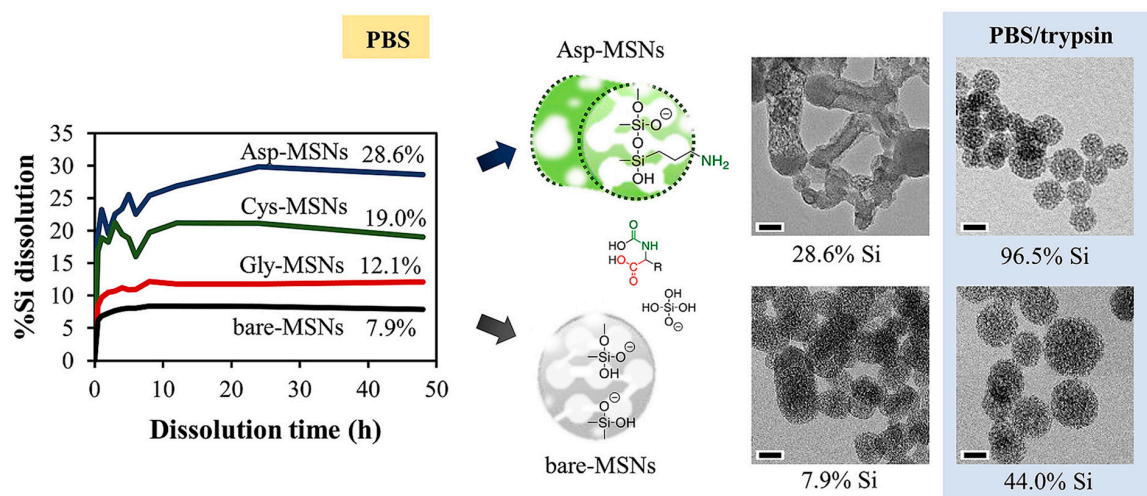 PBS
%Si dissolution
35
30
25
20
15
10
5
0
Asp-MSNs 28.6%
Cys-MSNs 19.0%
Gly-MSNs 12.1%
bare-MSNs 7.9%
0 10 20 30 40 50
Dissolution time (h)
Asp-MSNs
O
Si-O⊖
O
Si
NH₂
OH
O
HO NH
HO R
O
OH
HO-Si-OH
O⊖
O
Si-O⊖
OH
O⊖
Si-OH
bare-MSNs
28.6% Si
7.9% Si
PBS/trypsin
96.5% Si
44.0% Si